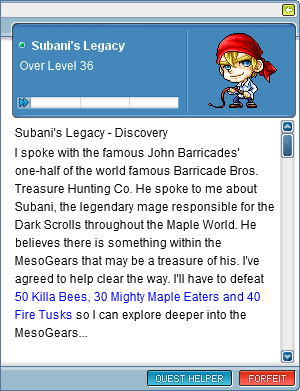 Subani's Legacy
Over Level 36
Subani's Legacy - Discovery
I spoke with the famous John Barricades'
one-half of the world famous Barricade Bros.
Treasure Hunting Co. He spoke to me about
Subani, the legendary mage responsible for the
Dark Scrolls throughout the Maple World. He
believes there is something within the
MesoGears that may be a treasure of his. I've
agreed to help clear the way. I'll have to defeat
50 Killa Bees, 30 Mighty Maple Eaters and 40
Fire Tusks so I can explore deeper into the
MesoGears...
QUEST HELPER
FORFEIT